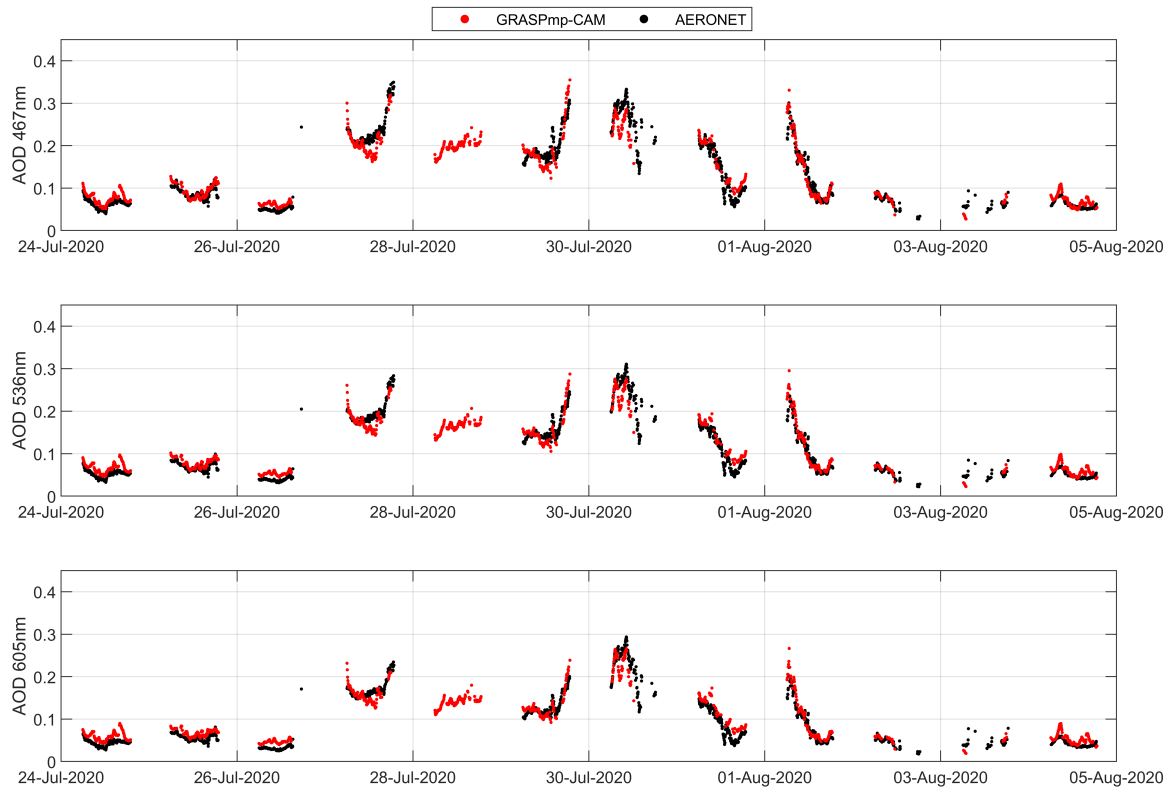 GRASPmp-CAM AERONET
AOD 467nm
0.4
0.3
0.2
0.1
0
24-Jul-2020 26-Jul-2020 28-Jul-2020 30-Jul-2020 01-Aug-2020 03-Aug-2020 05-Aug-2020
AOD 536nm
0.4
0.3
0.2
0.1
0
24-Jul-2020 26-Jul-2020 28-Jul-2020 30-Jul-2020 01-Aug-2020 03-Aug-2020 05-Aug-2020
AOD 605nm
0.4
0.3
0.2
0.1
0
24-Jul-2020 26-Jul-2020 28-Jul-2020 30-Jul-2020 01-Aug-2020 03-Aug-2020 05-Aug-2020